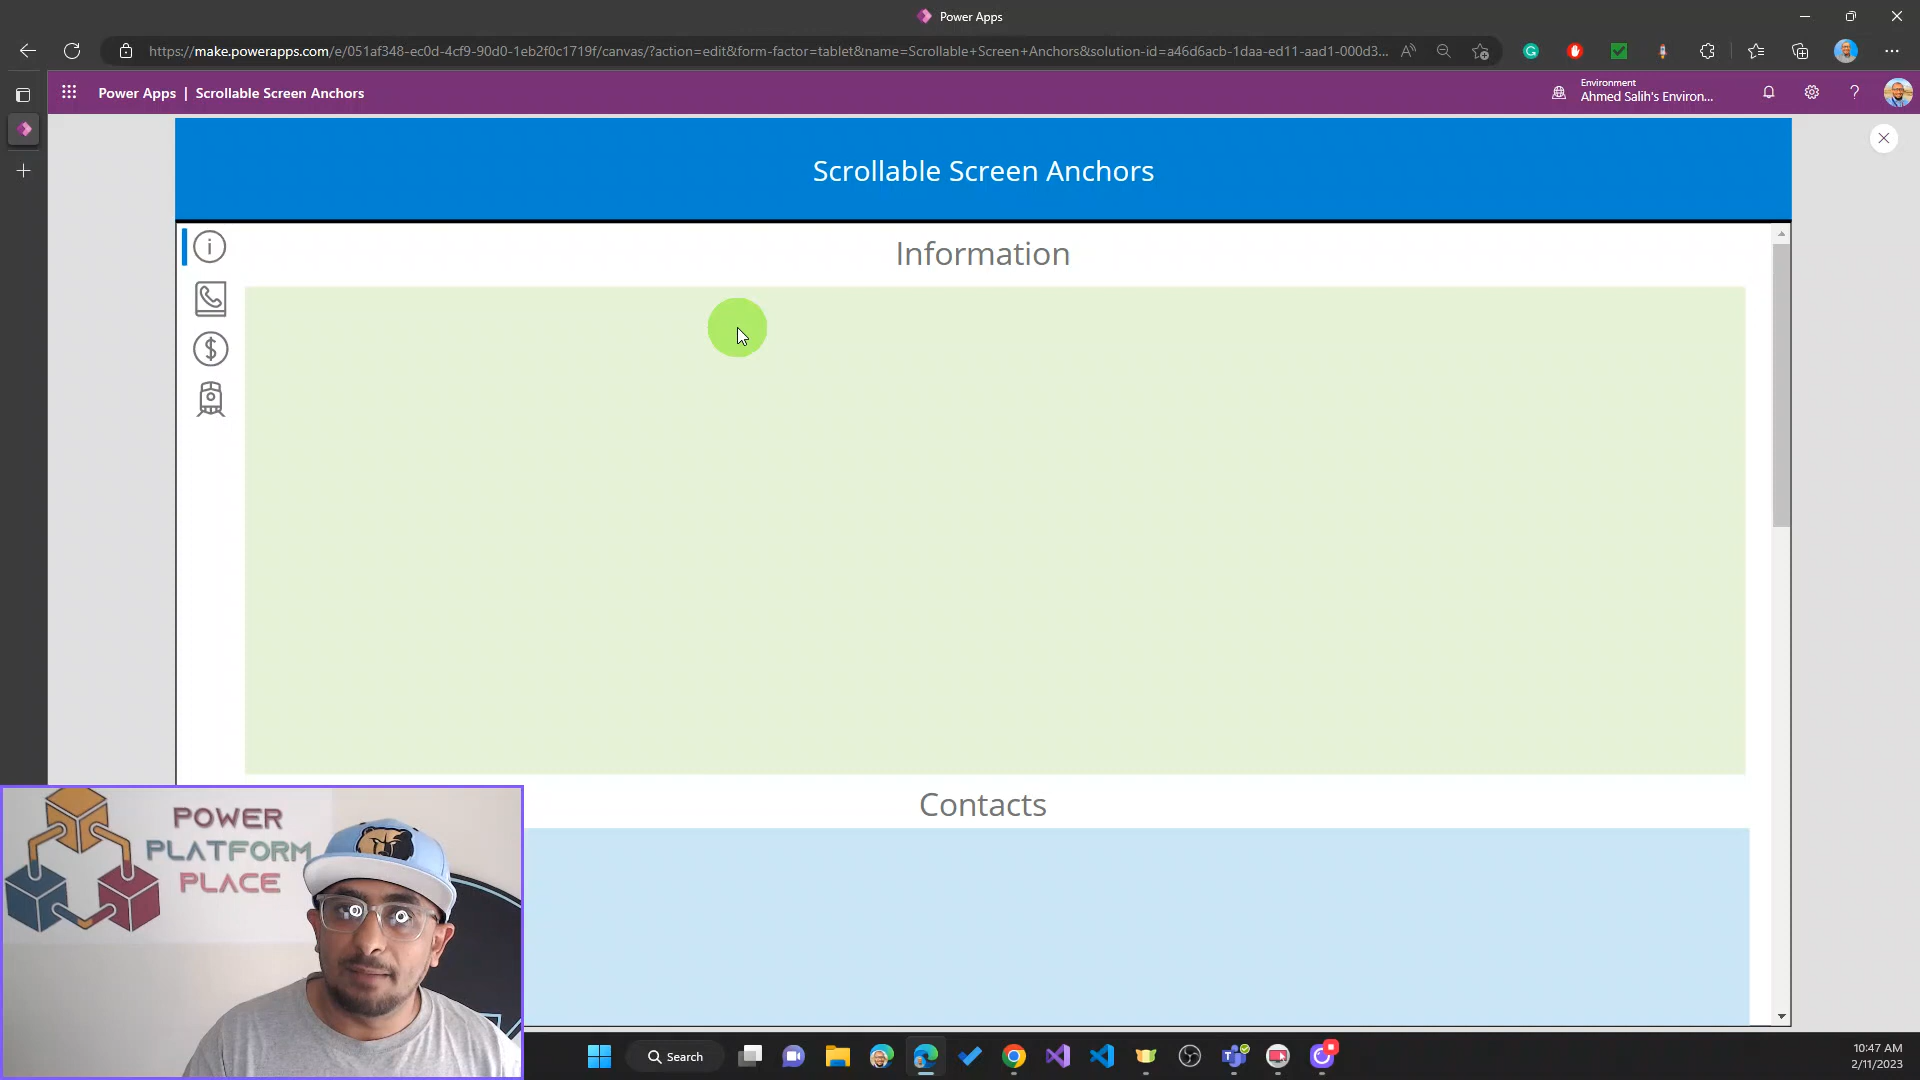 Power Apps
https://make.powerapps.com/e/051af348-ec0d-4cf9-90d0-1eb2f0c1719f/canvas/?action=edit&form-factor=tablet&name=Scrollable+Screen+Anchors&solution-id=a46d6acb-1daa-ed11-aad1-000d3...
Power Apps | Scrollable Screen Anchors
Environment
Ahmed Salih's Environ...
Scrollable Screen Anchors
Information
Contacts
POWER
PLATFORM
PLACE
Search
10:47 AM
2/11/2023